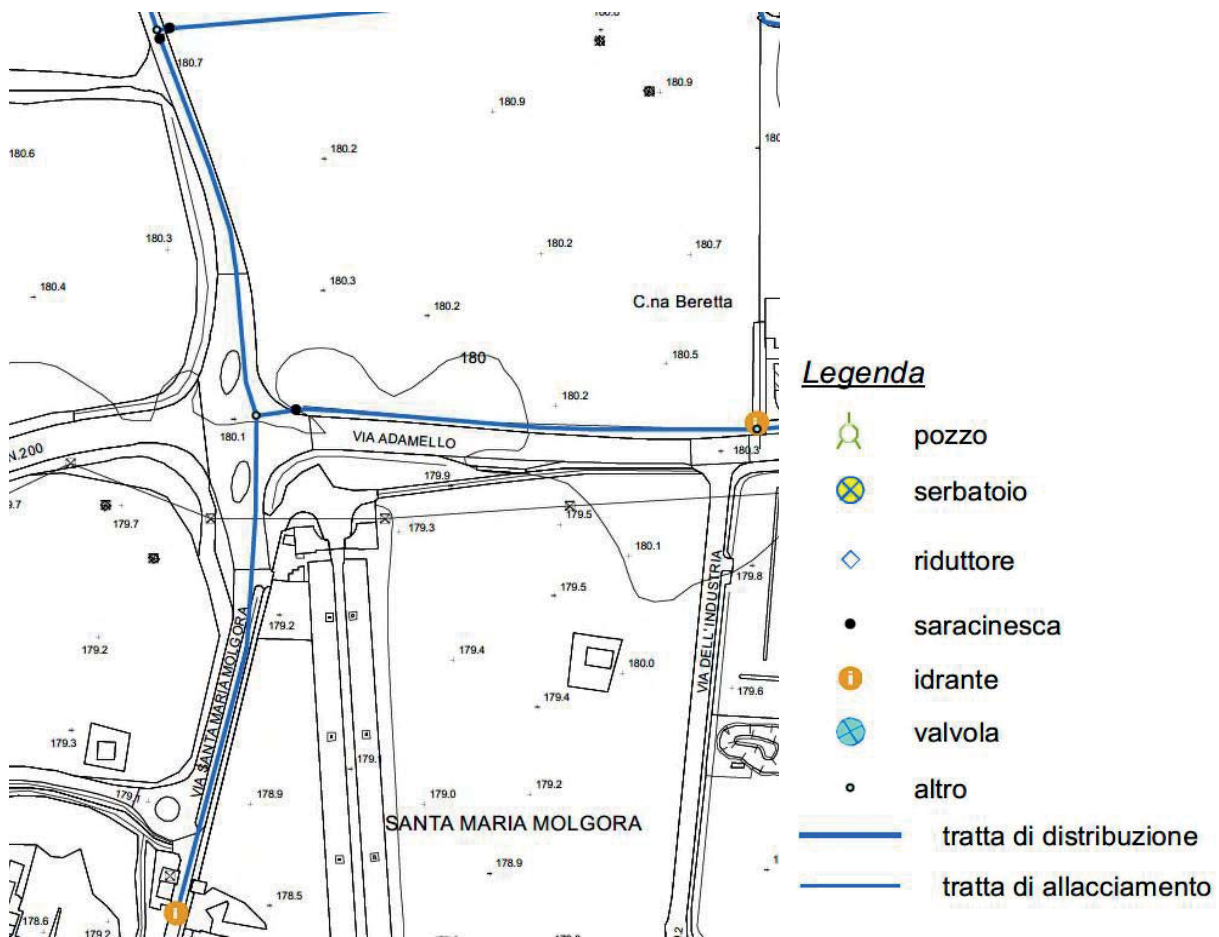 180.7
180.9
180.9
180.2
180.6
180.3
180.2
180.7
180.4
180.3
180.2
C.na Beretta
180
180.5
180.2
180.1
VIA ADAMELLO
180.3
N.200
179.9
179.7
179.3
179.5
180.1
179.5
179.8
VIA DELL'INDUSTRIA
179.2
179.2
179.4
180.0
VIA SANTA MARIA MOLGORA
179.4
179.6
179.3
179.1
179.1
178.9
179.0
179.2
SANTA MARIA MOLGORA
178.9
178.5
178.6
179.2
Legenda
pozzo
serbatoio
riduttore
saracinesca
idrante
valvola
altro
tratta di distribuzione
tratta di allacciamento